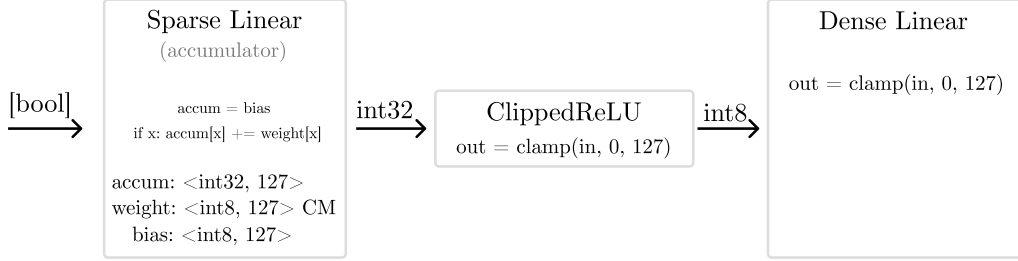 Sparse Linear
(accumulator)
[bool]
accum = bias
if x: accum[x] += weight[x]
accum: <int32, 127>
weight: <int8, 127> CM
bias: <int8, 127>
int32
ClippedReLU
out = clamp(in, 0, 127)
int8
Dense Linear
out = clamp(in, 0, 127)